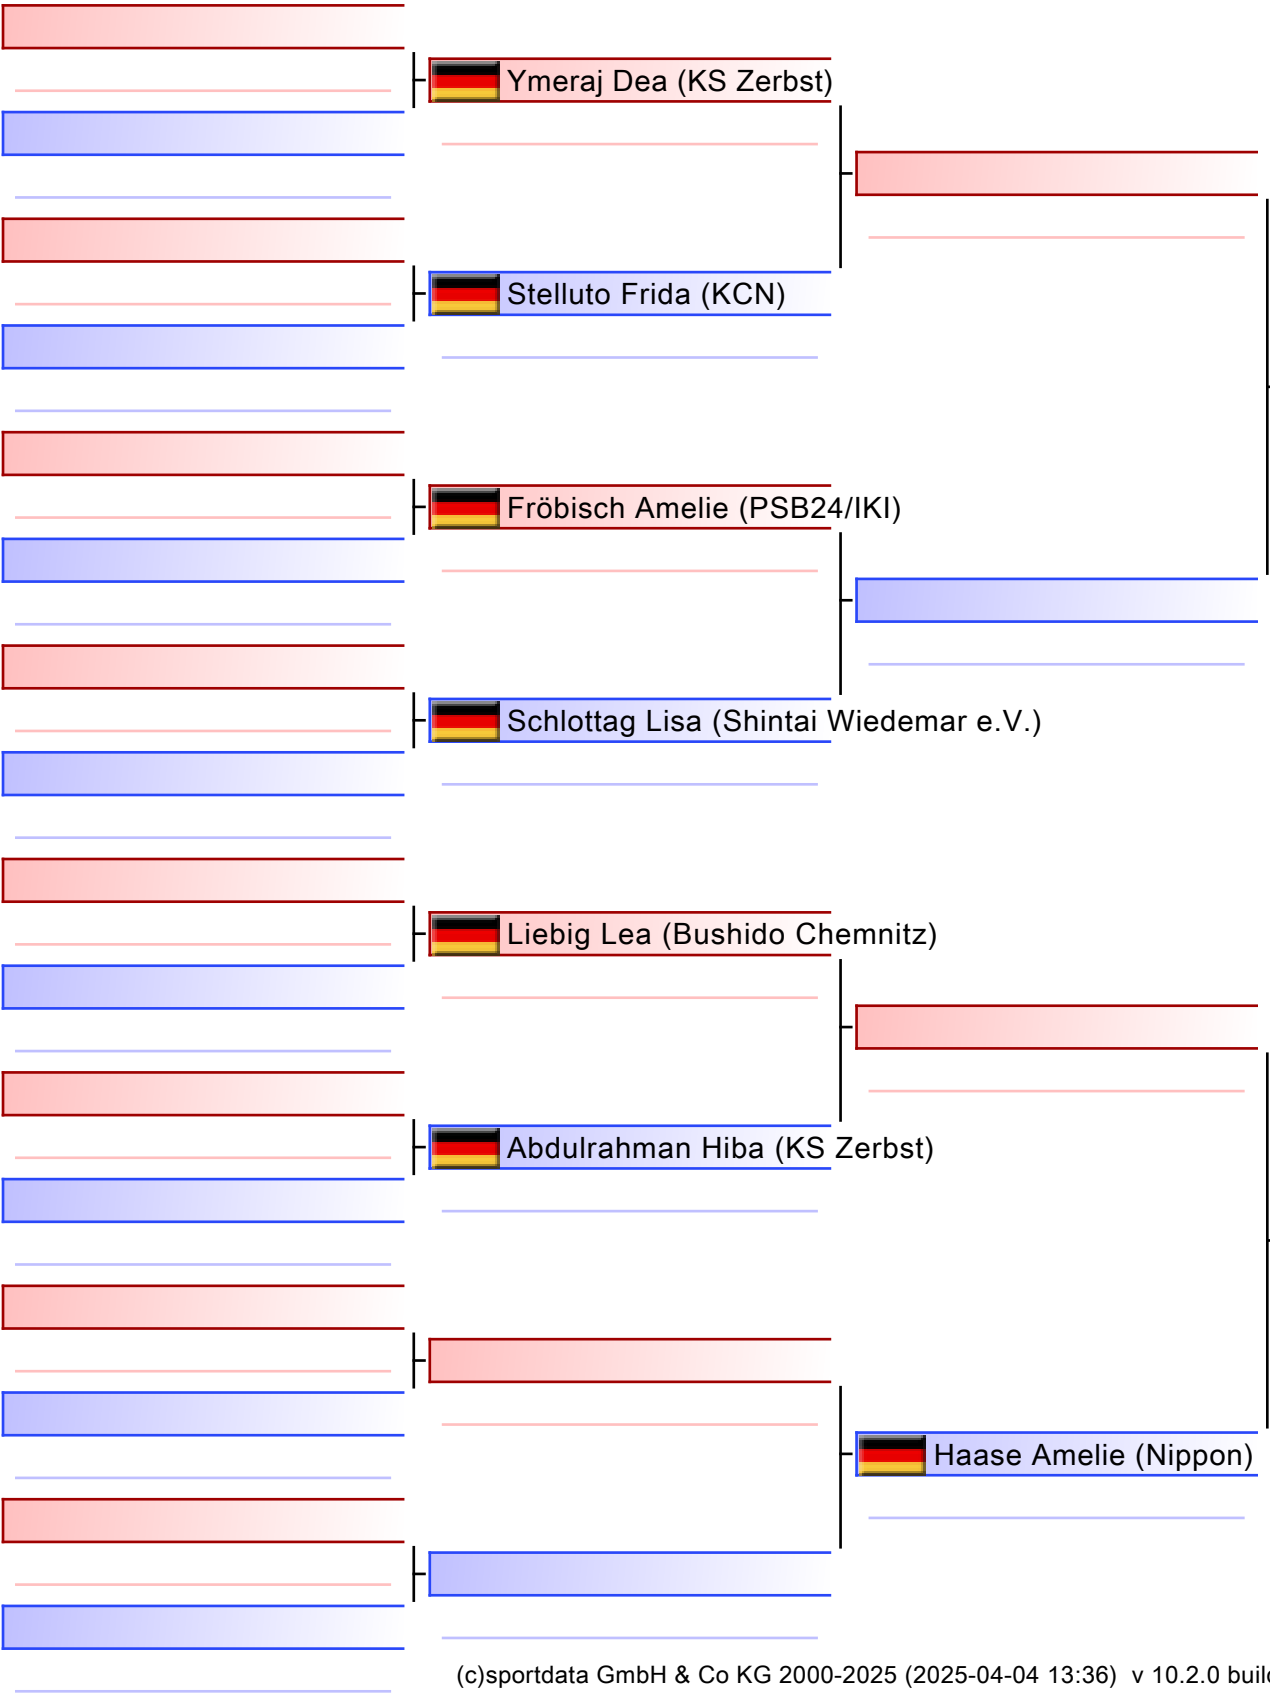 Ymeraj Dea (KS Zerbst)
Stelluto Frida (KCN)
Fröbisch Amelie (PSB24/IKI)
Schlottag Lisa (Shintai Wiedemar e.V.)
Liebig Lea (Bushido Chemnitz)
Abdulrahman Hiba (KS Zerbst)
Haase Amelie (Nippon)
(c)sportdata GmbH & Co KG 2000-2025 (2025-04-04 13:36) v 10.2.0 build